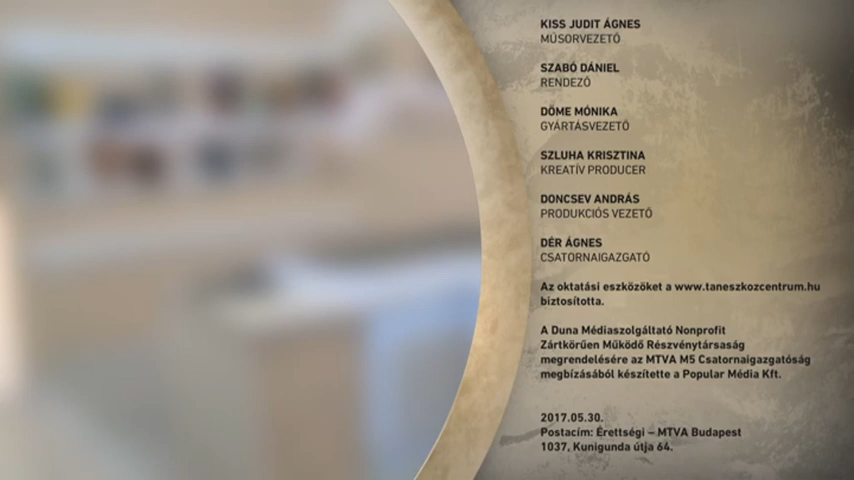 KISS JUDIT ÁGNES
MŰSORVEZETŐ
SZABÓ DÁNIEL
RENDEZŐ
DÖME MÓNIKA
GYÁRTÁSVEZETŐ
SZLUHA KRISZTINA
KREATÍV PRODUCER
DONCSEV ANDRÁS
PRODUKCIÓS VEZETŐ
DÉR ÁGNES
CSATORNAIGAZGATÓ
Az oktatási eszközöket a www.taneszkozcentrum.hu
biztosította.
A Duna Médiaszolgáltató Nonprofit
Zártkörűen Működő Részvénytársaság
megrendelésére az MTVA M5 Csatornaigazgatóság
megbízásából készítette a Popular Média Kft.
2017.05.30.
Postacím: Érettségi – MTVA Budapest
1037, Kunigunda útja 64.